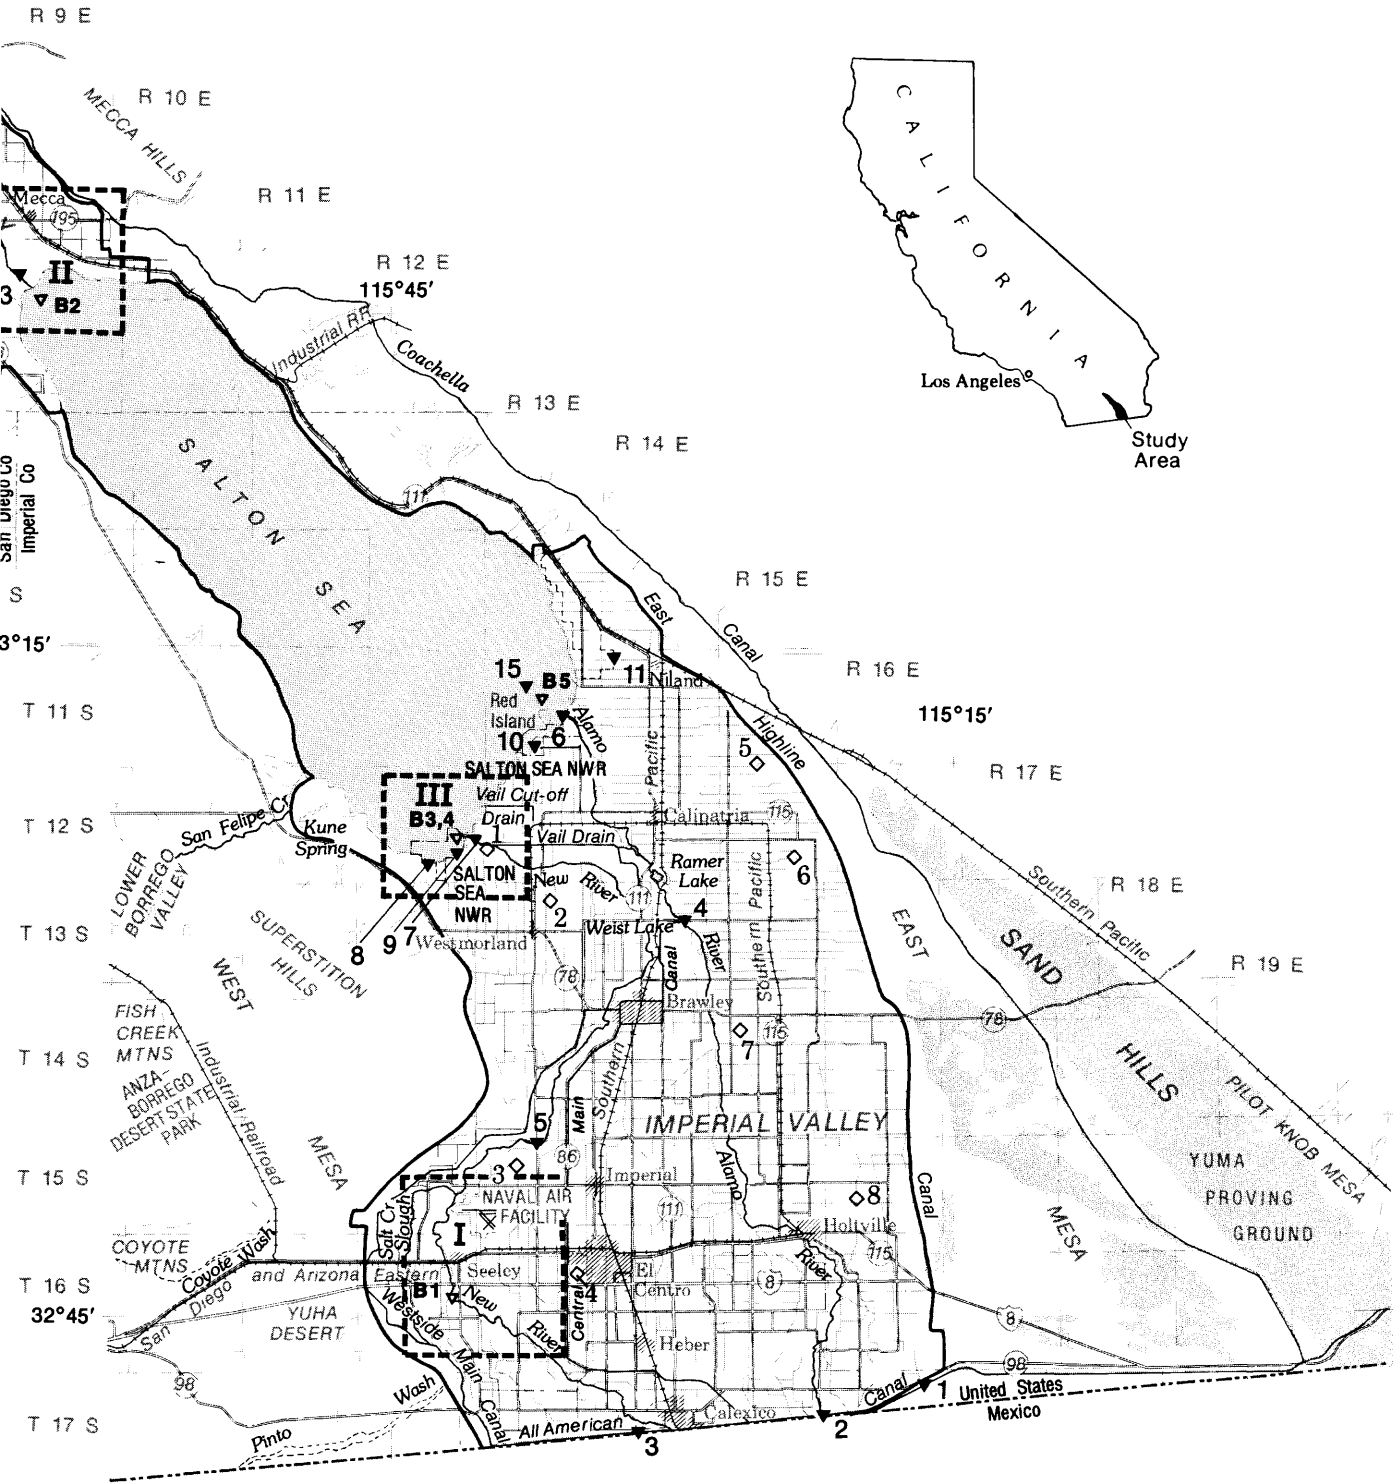 R 9 E
R 10 E
MECCA HILLS
R 11 E
Mecca
195
R 12 E
115°45'
II
3
B2
Industrial RR
Coachella
R 13 E
R 14 E
CALIFORNIA
Los Angeles
Study
Area
San Diego Co
Imperial Co
SALTON SEA
111
S
3°15'
R 15 E
East
Canal
R 16 E
15
B5
11
Niland
Red
Island
T 11 S
115°15'
Alamo
6
10
Pacific
5
Highline
SALTON SEA NWR
R 17 E
III
Vail Cut-off
Drain
B3,4
1
Vail Drain
Calipatria
115
San Felipe Cr
T 12 S
Kune
Spring
LOWER
BORREGO
VALLEY
SALTON
SEA
NWR
New
River
Ramer
Lake
111
6
Southern Pacific
Southern Pacific
R 18 E
2
4
Weist Lake
River
T 13 S
8
9
7
Westmorland
SUPERSTITION
HILLS
WEST
EAST
SAND
R 19 E
78
Canal
Brawley
78
FISH
CREEK
MTNS
7
115
T 14 S
ANZA-
BORREGO
DESERT STATE
PARK
Industrial Railroad
Southern
HILLS
PILOT KNOB MESA
Main
IMPERIAL VALLEY
5
MESA
86
3
Alamo
YUMA
PROVING
GROUND
T 15 S
Imperial
NAVAL AIR
FACILITY
Salt Cr
Slough
I
111
8
Canal
Holtville
115
MESA
COYOTE
MTNS
Coyote Wash
River
and Arizona
Eastern
Seeley
El
Centro
8
T 16 S
San
Diego
B1
New
4
Central
32°45'
YUHA
DESERT
Westside
River
8
Heber
Main
98
98
Wash
Canal
Canal
1
United States
Mexico
Calexico
T 17 S
Pinto
Canal
All American
3
2